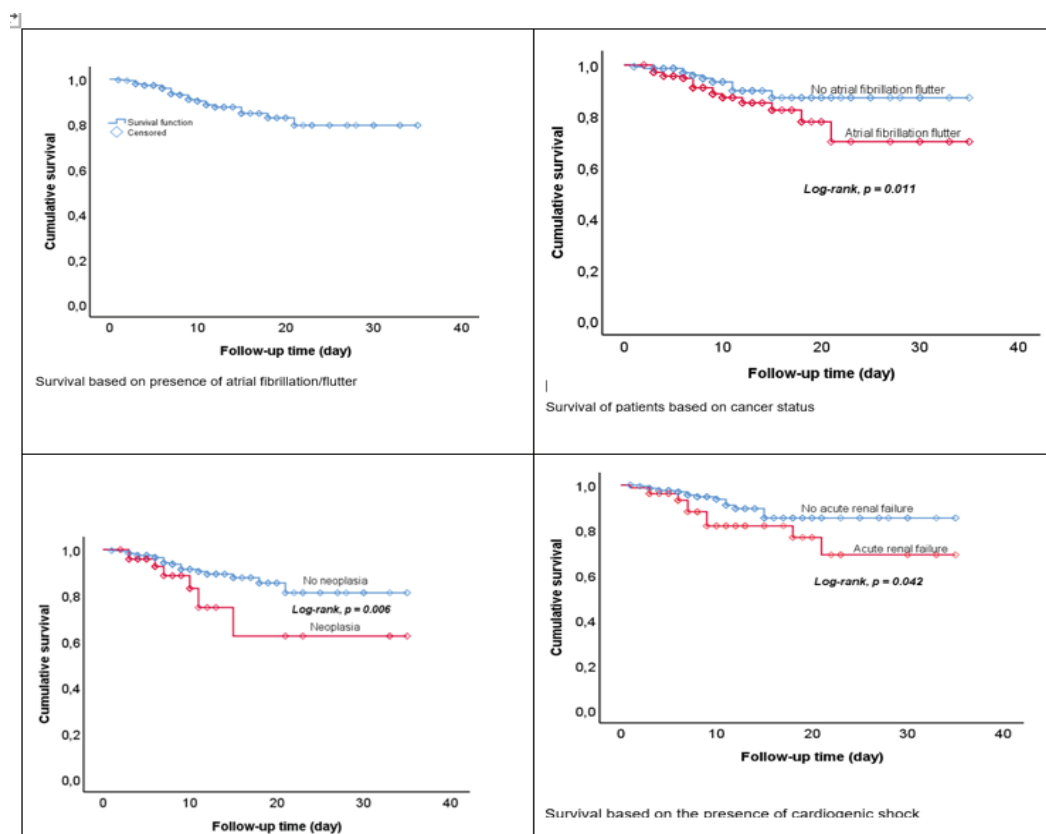 1,0
0,8
0,6
0,4
0,2
0,0
Survival function
Censored
Cumulative survival
0 10 20 30 40
Follow-up time (day)
Survival based on presence of atrial fibrillation/flutter
1,0
0,8
0,6
0,4
0,2
0,0
No atrial fibrillation flutter
Atrial fibrillation flutter
Log-rank, p = 0.011
Cumulative survival
0 10 20 30 40
Follow-up time (day)
Survival of patients based on cancer status
1,0
0,8
0,6
0,4
0,2
0,0
No neoplasia
Log-rank, p = 0.006
Neoplasia
Cumulative survival
0 10 20 30 40
Follow-up time (day)
1,0
0,8
0,6
0,4
0,2
0,0
No acute renal failure
Acute renal failure
Log-rank, p = 0.042
Cumulative survival
0 10 20 30 40
Follow-up time (day)
Survival based on the presence of cardiogenic shock